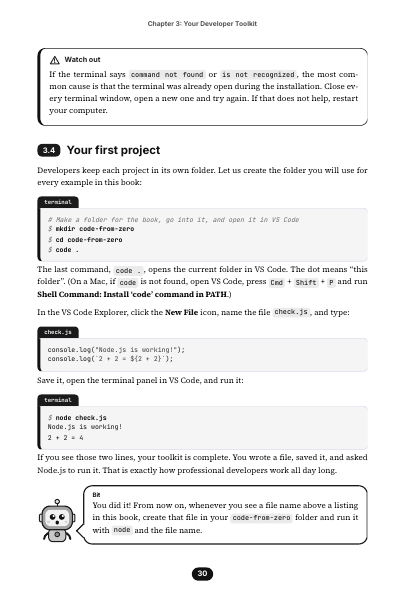 Chapter 3: Your Developer Toolkit
Watch out
If the terminal says command not found or is not recognized, the most com-
mon cause is that the terminal was already open during the installation. Close ev-
ery terminal window, open a new one and try again. If that does not help, restart
your computer.
3.4 Your first project
Developers keep each project in its own folder. Let us create the folder you will use for
every example in this book:
terminal
# Make a folder for the book, go into it, and open it in VS Code
$ mkdir code-from-zero
$ cd code-from-zero
$ code .
The last command, code ., opens the current folder in VS Code. The dot means “this
folder”. (On a Mac, if code is not found, open VS Code, press Cmd + Shift + P and run
Shell Command: Install ‘code’ command in PATH.)
In the VS Code Explorer, click the New File icon, name the file check.js, and type:
check.js
console.log("Node.js is working!");
console.log(`2 + 2 = ${2 + 2}`);
Save it, open the terminal panel in VS Code, and run it:
terminal
$ node check.js
Node.js is working!
2 + 2 = 4
If you see those two lines, your toolkit is complete. You wrote a file, saved it, and asked
Node.js to run it. That is exactly how professional developers work all day long.
Bit
You did it! From now on, whenever you see a file name above a listing
in this book, create that file in your code-from-zero folder and run it
with node and the file name.
30